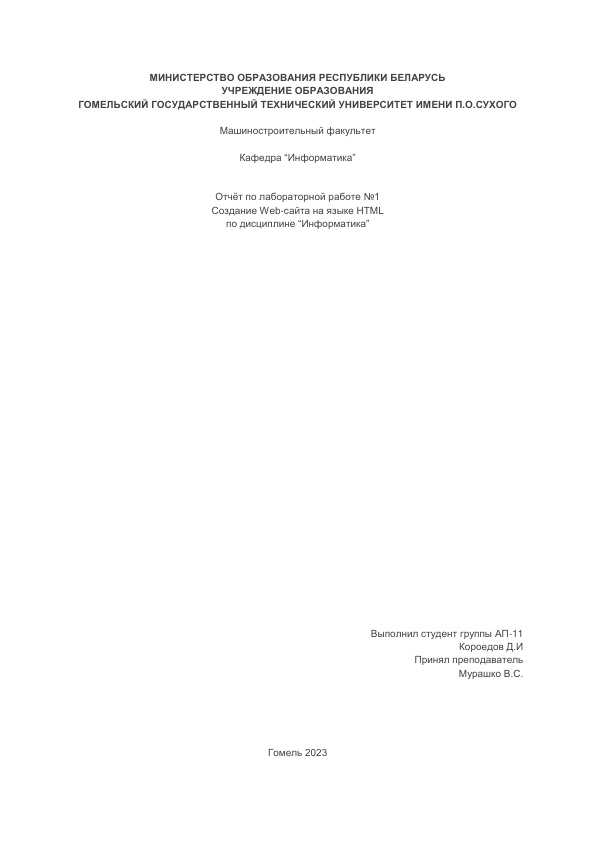 МИНИСТЕРСТВО ОБРАЗОВАНИЯ РЕСПУБЛИКИ БЕЛАРУСЬ
УЧРЕЖДЕНИЕ ОБРАЗОВАНИЯ
ГОМЕЛЬСКИЙ ГОСУДАРСТВЕННЫЙ ТЕХНИЧЕСКИЙ УНИВЕРСИТЕТ ИМЕНИ П.О.СУХОГО
Машиностроительный факультет
Кафедра “Информатика”
Отчёт по лабораторной работе №1
Создание Web-сайта на языке HTML
по дисциплине “Информатика”
Выполнил студент группы АП-11
Короедов Д.И
Принял преподаватель
Мурашко В.С.
Гомель 2023